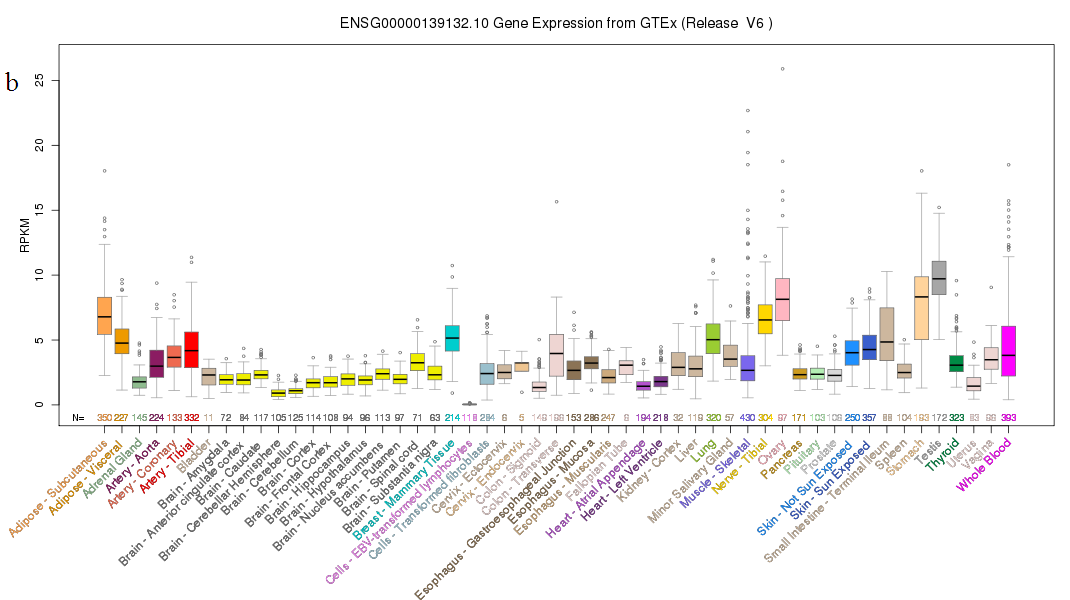 ENSG00000139132.10 Gene Expression from GTEx (Release V6 )
b
RPKM
25
20
15
10
5
0
N= 350 227 145 224 133 332 11 72 84 117 105 125 114 108 94 96 113 97 71 63 214 118 284 6 5 149 196 153 286 247 6 194 218 32 119 320 57 430 304 97 171 103 106 250 357 88 104 193 172 323 83 96 393
Adipose - Subcutaneous
Adipose - Visceral
Adrenal Gland
Artery - Aorta
Artery - Coronary
Artery - Tibial
Bladder
Brain - Amygdala
Brain - Anterior cingulate cortex
Brain - Caudate
Brain - Cerebellar Hemisphere
Brain - Cerebellum
Brain - Cortex
Brain - Frontal Cortex
Brain - Hippocampus
Brain - Hypothalamus
Brain - Nucleus accumbens
Brain - Putamen
Brain - Spinal cord
Brain - Substantia nigra
Breast - Mammary Tissue
Cells - EBV-transformed lymphocytes
Cells - Transformed fibroblasts
Cervix - Ectocervix
Cervix - Endocervix
Colon - Sigmoid
Colon - Transverse
Esophagus - Gastroesophageal Junction
Esophagus - Mucosa
Esophagus - Muscularis
Fallopian Tube
Heart - Atrial Appendage
Heart - Left Ventricle
Kidney - Cortex
Liver
Lung
Minor Salivary Gland
Muscle - Skeletal
Nerve - Tibial
Ovary
Pancreas
Pituitary
Prostate
Skin - Not Sun Exposed
Skin - Sun Exposed
Small Intestine - Terminal Ileum
Spleen
Stomach
Testis
Thyroid
Uterus
Vagina
Whole Blood